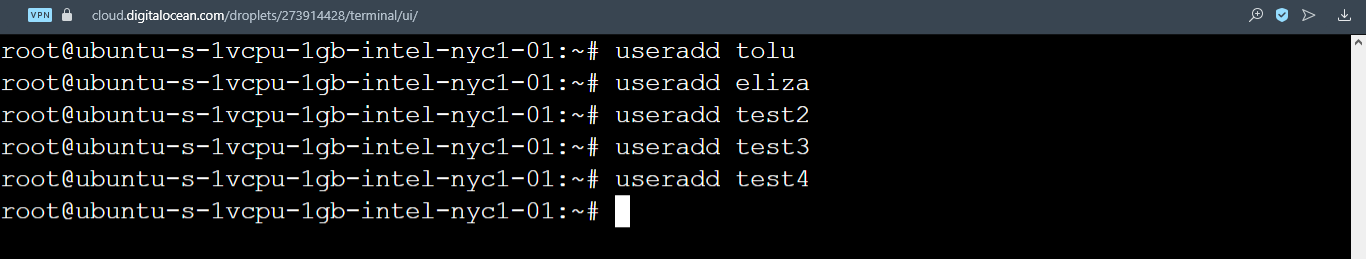 VPN cloud.digitalocean.com/droplets/273914428/terminal/ui/
root@ubuntu-s-1vcpu-1gb-intel-nyc1-01:~# useradd tolu
root@ubuntu-s-1vcpu-1gb-intel-nyc1-01:~# useradd eliza
root@ubuntu-s-1vcpu-1gb-intel-nyc1-01:~# useradd test2
root@ubuntu-s-1vcpu-1gb-intel-nyc1-01:~# useradd test3
root@ubuntu-s-1vcpu-1gb-intel-nyc1-01:~# useradd test4
root@ubuntu-s-1vcpu-1gb-intel-nyc1-01:~#